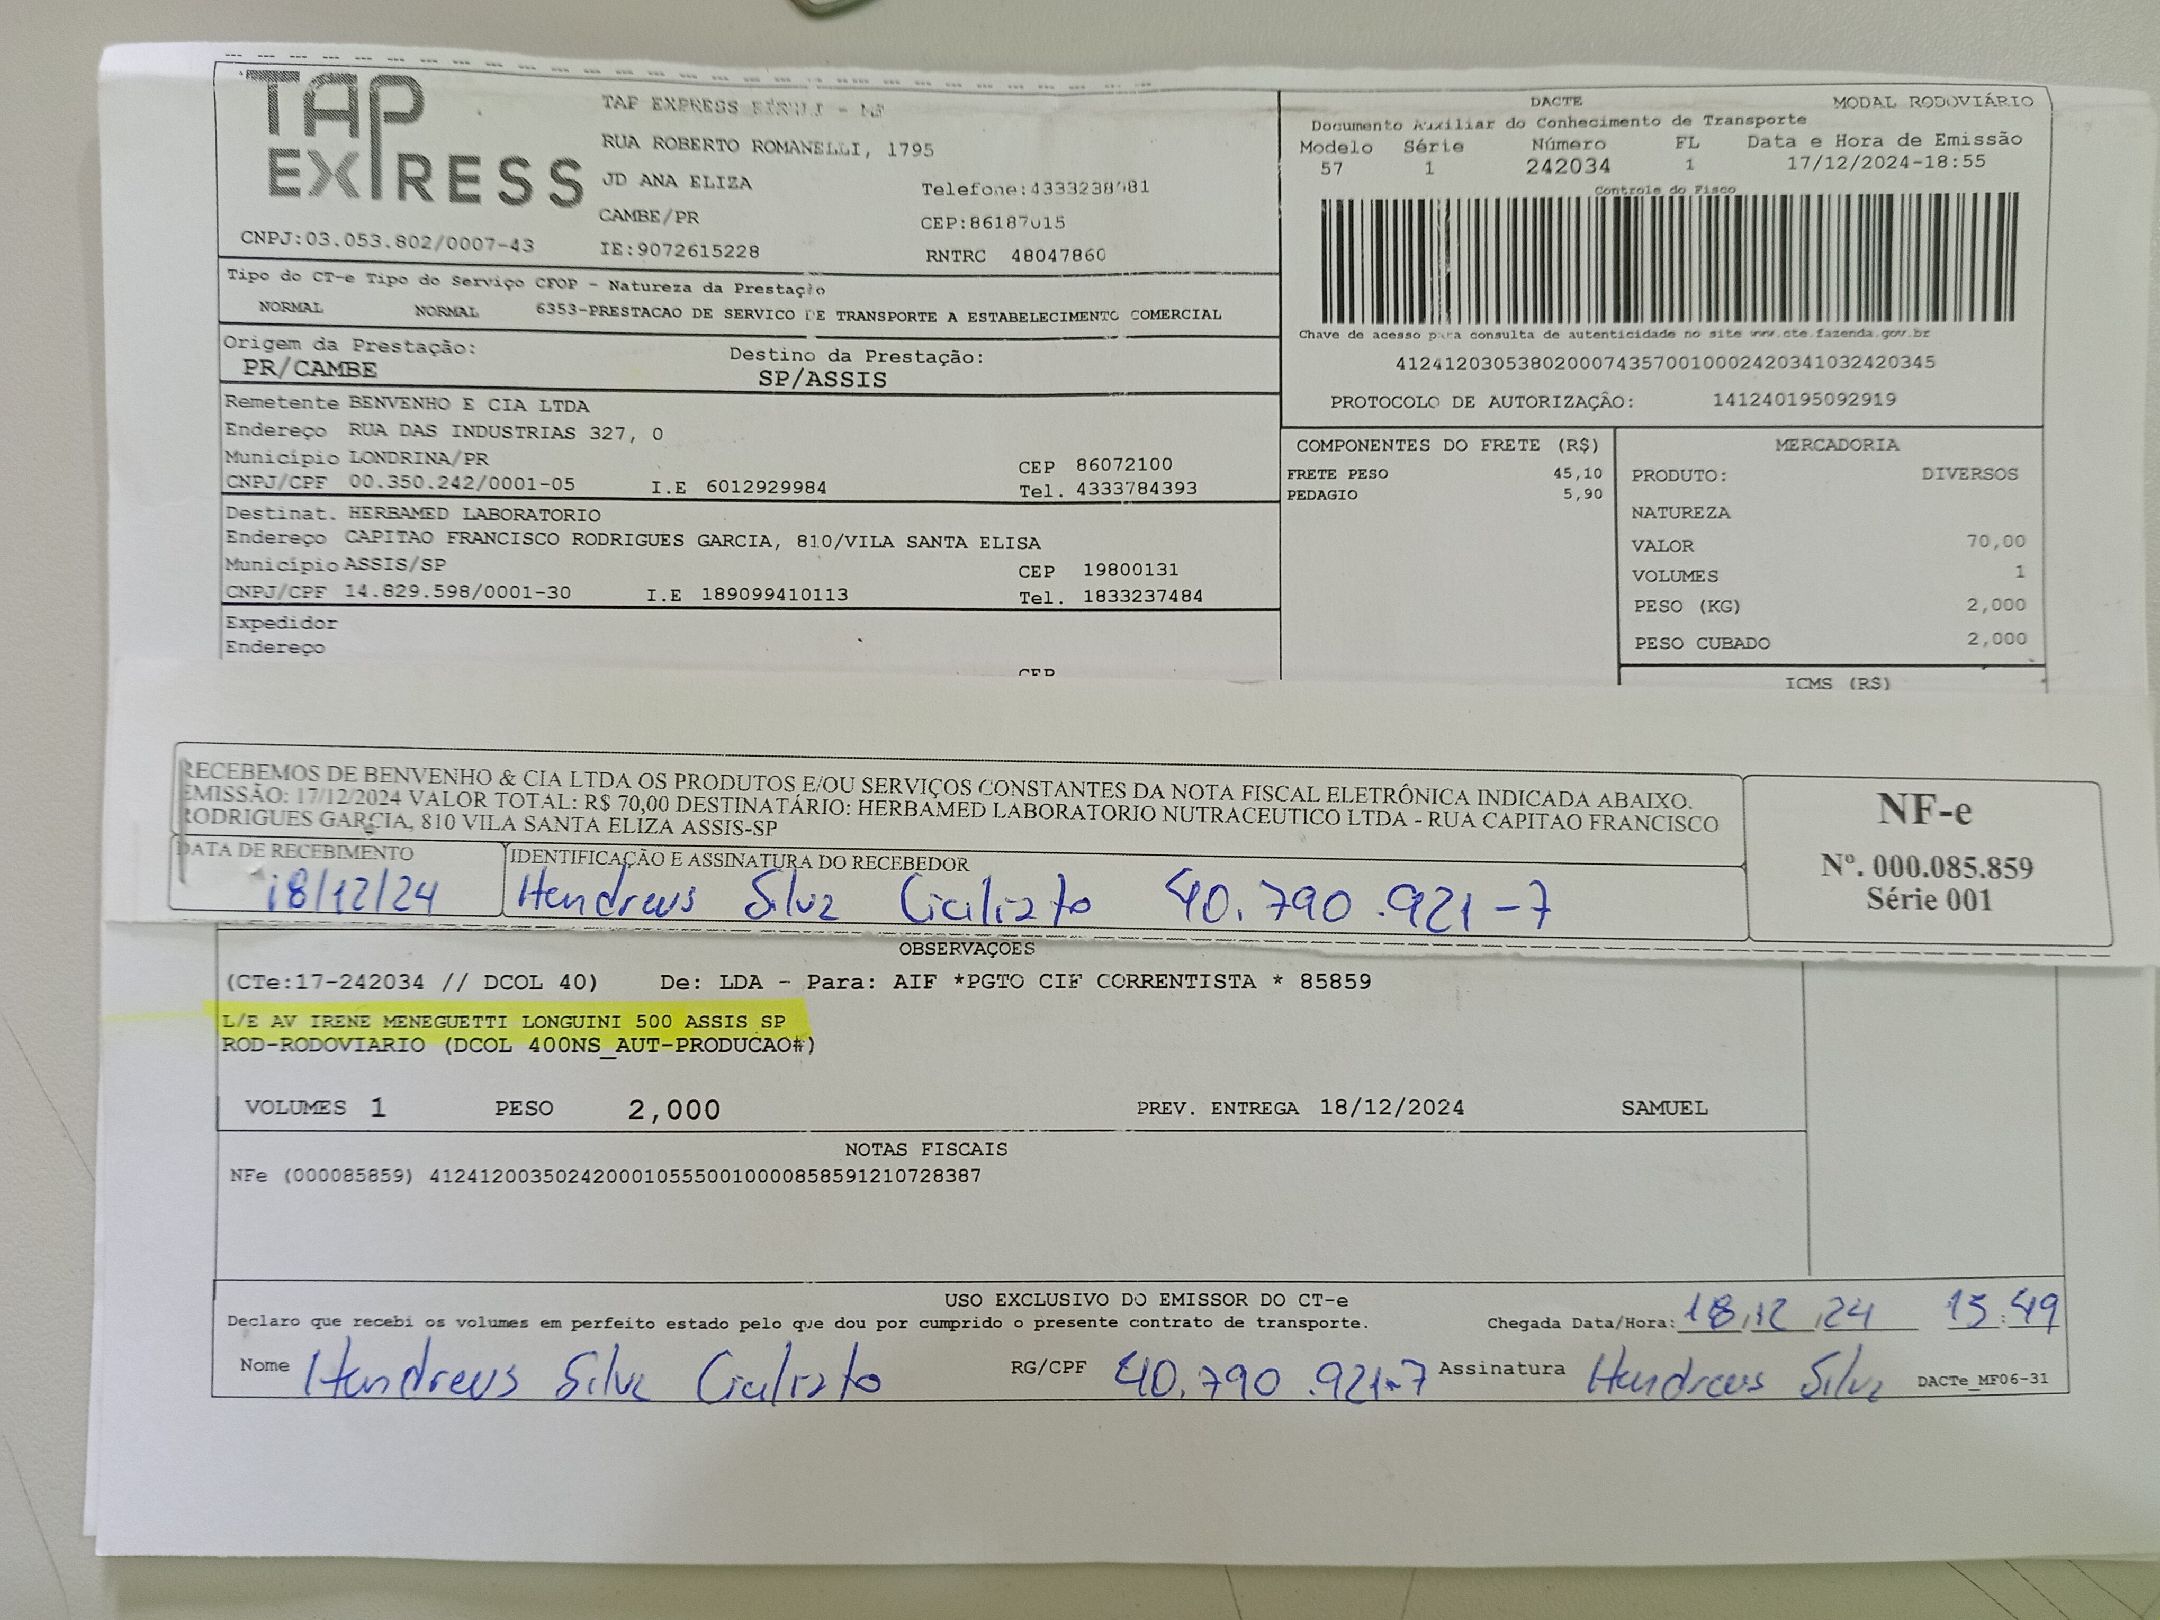 TAP EXPRESS
TAP EXPRESS
RUA ROBERTO ROMANELLI, 1795
JD ANA ELIZA
Telefone:4333238081
CAMBE/PR
CEP:86187015
CNPJ:03.053.802/0007-43
IE:9072615228
RNTRC 48047860
DACTE
MODAL RODOVIÁRIO
Documento Auxiliar do Conhecimento de Transporte
Modelo Série Número FL Data e Hora de Emissão
57 1 242034 1 17/12/2024-18:55
Controle do Fisco
Chave de acesso para consulta de autenticidade no site www.cte.fazenda.gov.br
41241203053802000743570010002420341032420345
PROTOCOLO DE AUTORIZAÇÃO: 141240195092919
Tipo do CT-e Tipo do Serviço CFOP - Natureza da Prestação
NORMAL NORMAL 6353-PRESTACAO DE SERVICO DE TRANSPORTE A ESTABELECIMENTO COMERCIAL
Origem da Prestação: Destino da Prestação:
PR/CAMBE SP/ASSIS
Remetente BENVENHO E CIA LTDA
Endereço RUA DAS INDUSTRIAS 327, 0
Município LONDRINA/PR CEP 86072100
CNPJ/CPF 00.350.242/0001-05 I.E 6012929984 Tel. 4333784393
Destinat. HERBAMED LABORATORIO
Endereço CAPITAO FRANCISCO RODRIGUES GARCIA, 810/VILA SANTA ELISA
Município ASSIS/SP CEP 19800131
CNPJ/CPF 14.829.598/0001-30 I.E 189099410113 Tel. 1833237484
Expedidor
Endereço
CEP
COMPONENTES DO FRETE (R$)
FRETE PESO 45,10
PEDAGIO 5,90
MERCADORIA
PRODUTO: DIVERSOS
NATUREZA
VALOR 70,00
VOLUMES 1
PESO (KG) 2,000
PESO CUBADO 2,000
ICMS (R$)
RECEBEMOS DE BENVENHO & CIA LTDA OS PRODUTOS E/OU SERVIÇOS CONSTANTES DA NOTA FISCAL ELETRÔNICA INDICADA ABAIXO.
EMISSÃO: 17/12/2024 VALOR TOTAL: R$ 70,00 DESTINATÁRIO: HERBAMED LABORATORIO NUTRACEUTICO LTDA - RUA CAPITAO FRANCISCO
RODRIGUES GARCIA, 810 VILA SANTA ELIZA ASSIS-SP
DATA DE RECEBIMENTO
18/12/24
IDENTIFICAÇÃO E ASSINATURA DO RECEBEDOR
Hendreus Silva Cicilizto 40.790.921-7
NF-e
Nº. 000.085.859
Série 001
OBSERVAÇOES
(CTe:17-242034 // DCOL 40) De: LDA - Para: AIF *PGTO CIF CORRENTISTA * 85859
L/E AV IRENE MENEGUETTI LONGUINI 500 ASSIS SP
ROD-RODOVIARIO (DCOL 400NS_AUT-PRODUCAO#)
VOLUMES 1 PESO 2,000 PREV. ENTREGA 18/12/2024 SAMUEL
NOTAS FISCAIS
NFe (000085859) 41241200350242000105550010000858591210728387
USO EXCLUSIVO DO EMISSOR DO CT-e
Declaro que recebi os volumes em perfeito estado pelo que dou por cumprido o presente contrato de transporte. Chegada Data/Hora: 18/12/24 15:49
Nome Hendreus Silva Cicilizto RG/CPF 40.790.921-7 Assinatura Hendreus Silva DACTe_MF06-31